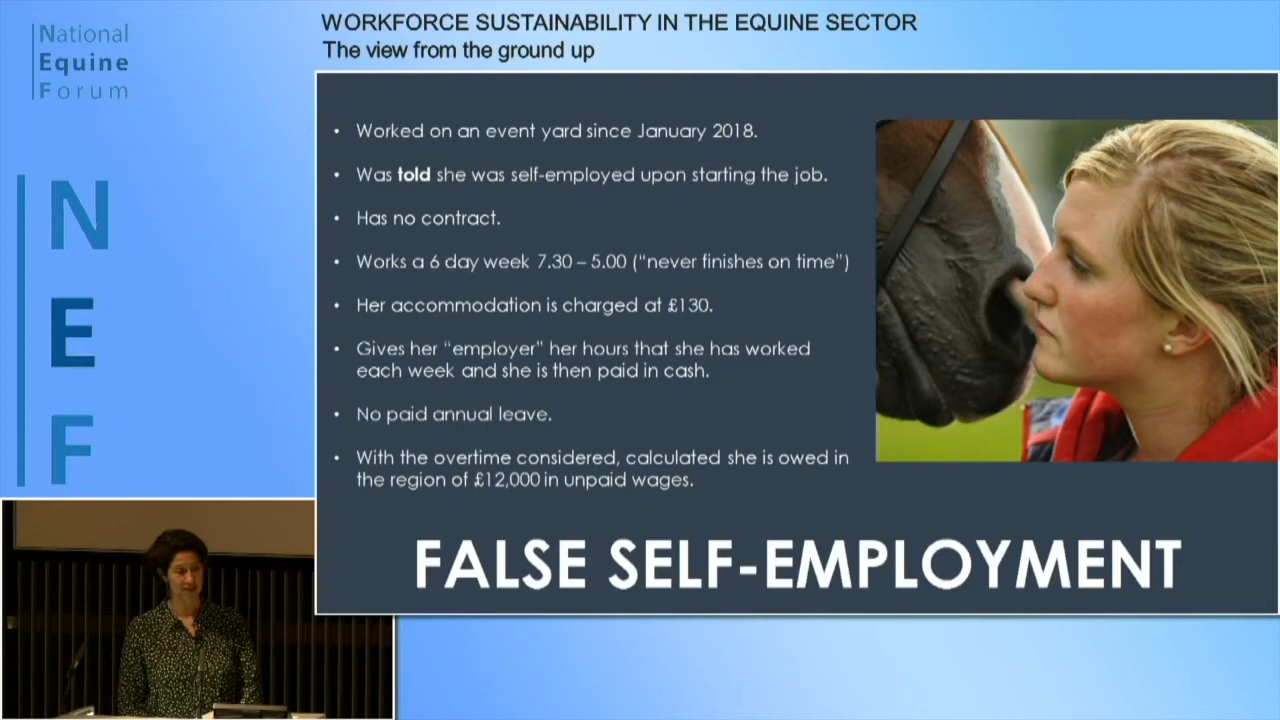 National
Equine
Forum
WORKFORCE SUSTAINABILITY IN THE EQUINE SECTOR
The view from the ground up
N
E
F
• Worked on an event yard since January 2018.
• Was told she was self-employed upon starting the job.
• Has no contract.
• Works a 6 day week 7.30 – 5.00 (“never finishes on time”)
• Her accommodation is charged at £130.
• Gives her “employer” her hours that she has worked
each week and she is then paid in cash.
• No paid annual leave.
• With the overtime considered, calculated she is owed in
the region of £12,000 in unpaid wages.
FALSE SELF-EMPLOYMENT